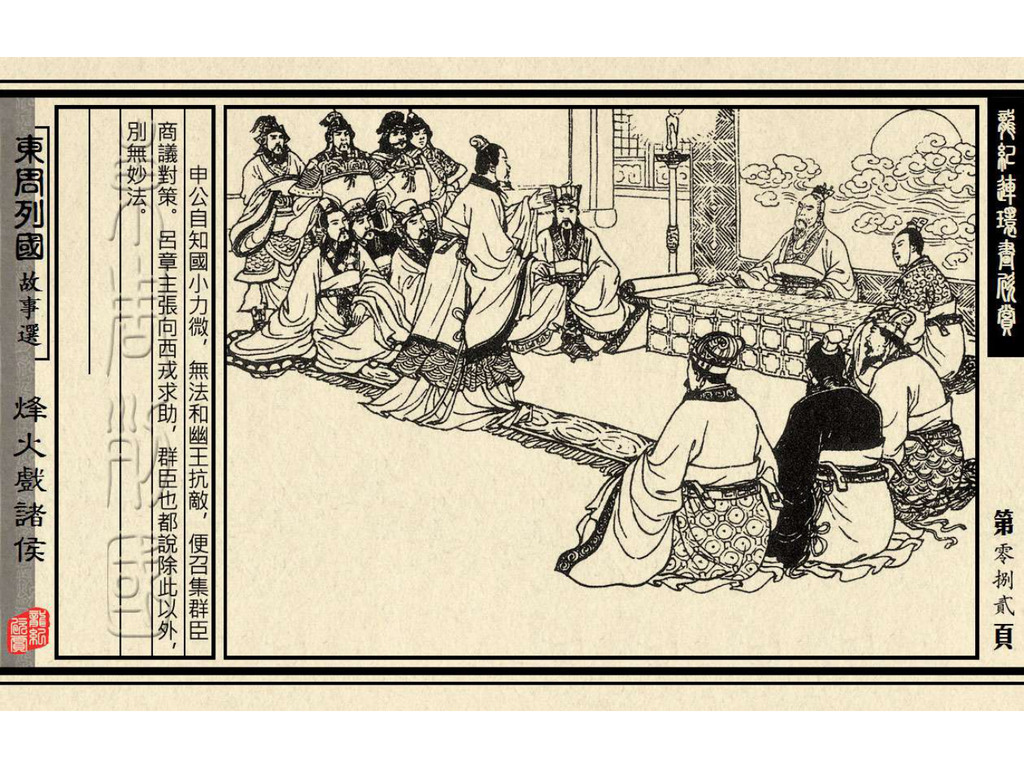 龍紀連環書欣賞
第零捌貳頁
申公自知國小力微，無法和幽王抗敵，便召集群臣
商議對策。呂章主張向西戎求助，群臣也都說除此以外，
別無妙法。
東周列國故事選
烽火戲諸侯